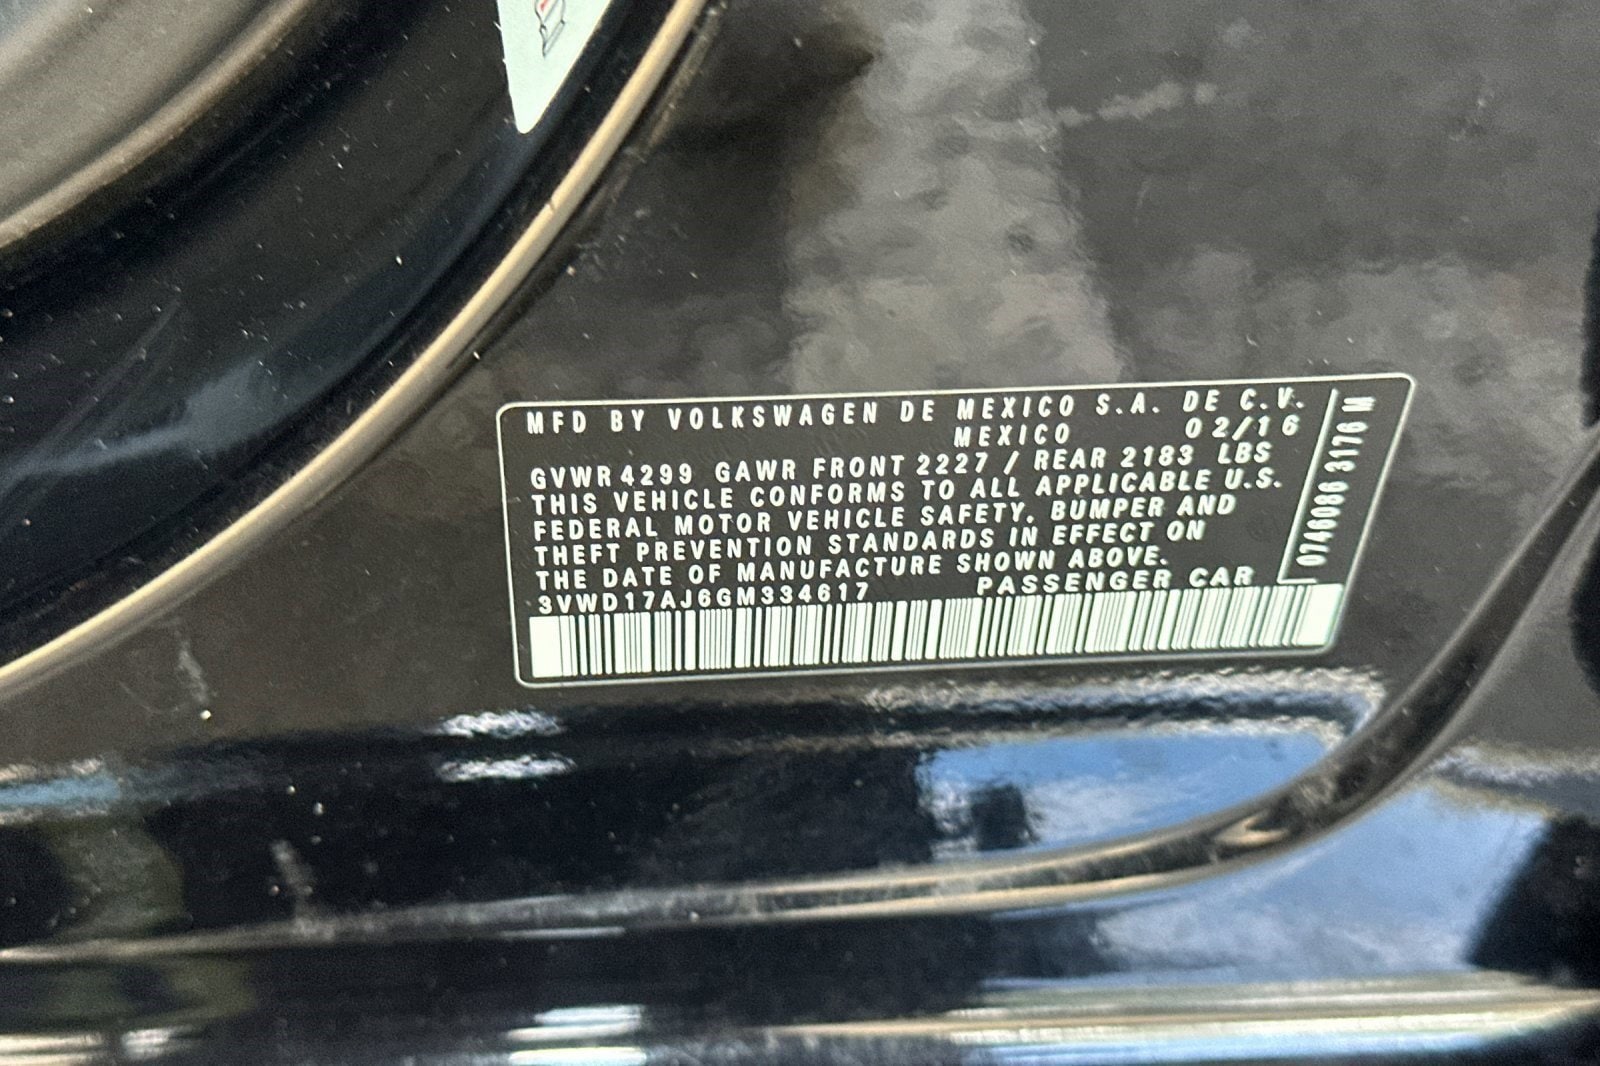 MFD BY VOLKSWAGEN DE MEXICO S.A. DE C.V.
MEXICO 02/16
GVWR 4299 GAWR FRONT 2227 / REAR 2183 LBS
THIS VEHICLE CONFORMS TO ALL APPLICABLE U.S.
FEDERAL MOTOR VEHICLE SAFETY, BUMPER AND
THEFT PREVENTION STANDARDS IN EFFECT ON
THE DATE OF MANUFACTURE SHOWN ABOVE.
3VWD17AJ6GM334617 PASSENGER CAR
0746086 3176 M